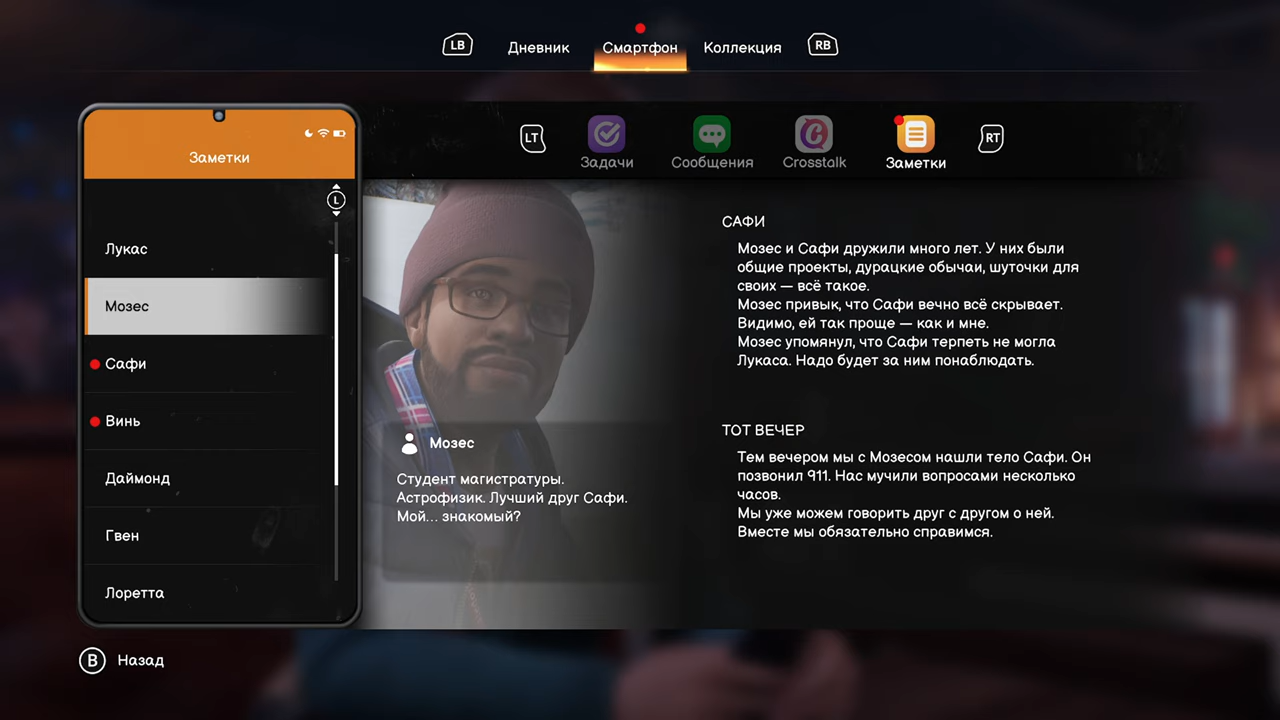 LB
Дневник
Смартфон
Коллекция
RB
Заметки
L
Лукас
Мозес
Сафи
Винь
Даймонд
Гвен
Лоретта
LT
Задачи
Сообщения
Crosstalk
Заметки
RT
Мозес
Студент магистратуры.
Астрофизик. Лучший друг Сафи.
Мой... знакомый?
САФИ
Мозес и Сафи дружили много лет. У них были
общие проекты, дурацкие обычаи, шуточки для
своих — всё такое.
Мозес привык, что Сафи вечно всё скрывает.
Видимо, ей так проще — как и мне.
Мозес упомянул, что Сафи терпеть не могла
Лукаса. Надо будет за ним понаблюдать.
ТОТ ВЕЧЕР
Тем вечером мы с Мозесом нашли тело Сафи. Он
позвонил 911. Нас мучили вопросами несколько
часов.
Мы уже можем говорить друг с другом о ней.
Вместе мы обязательно справимся.
B Назад